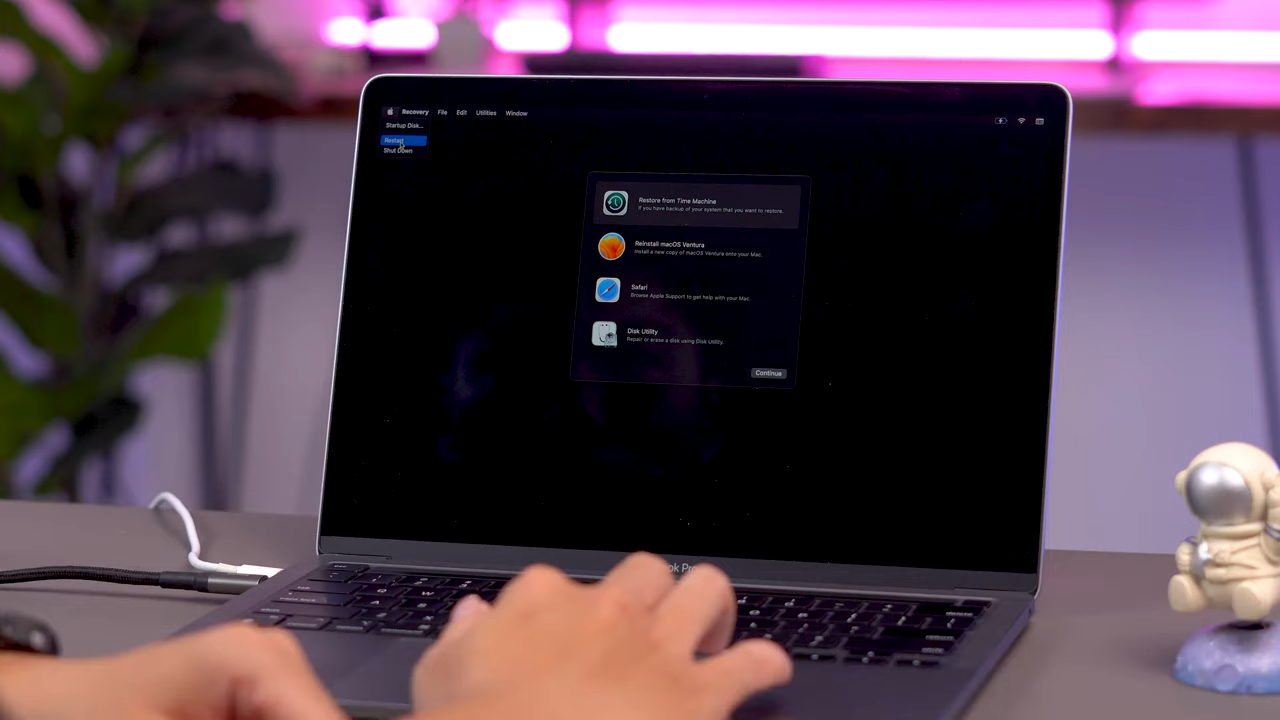 Recovery File Edit Utilities Window
Startup Disk...
Restart
Shut Down
Restore from Time Machine
If you have backup of your system that you want to restore.
Reinstall macOS Ventura
Install a new copy of macOS Ventura onto your Mac.
Safari
Browse Apple Support to get help with your Mac.
Disk Utility
Repair or erase a disk using Disk Utility.
Continue